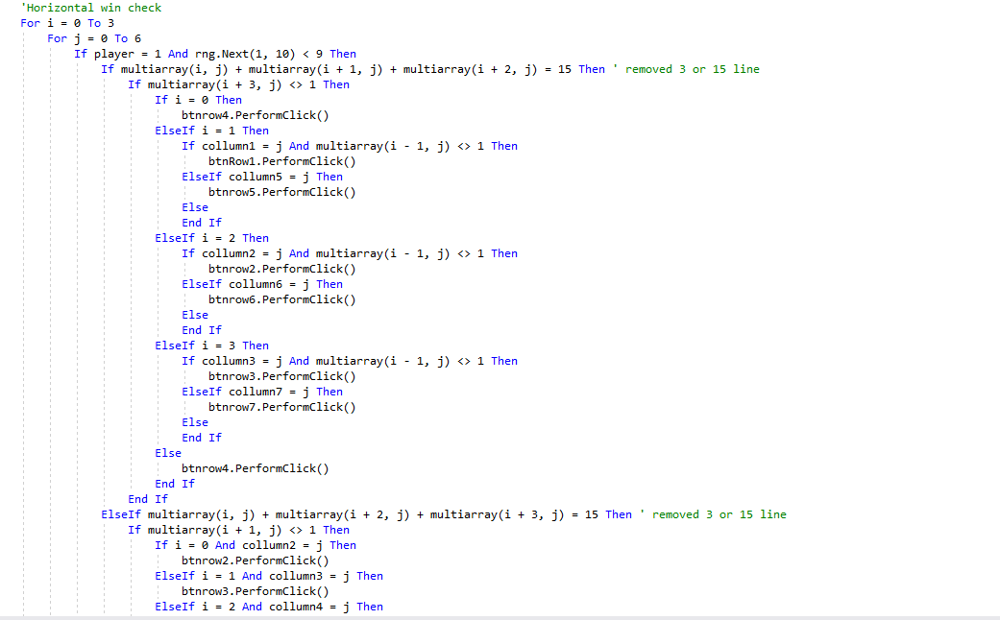 'Horizontal win check
For i = 0 To 3
For j = 0 To 6
If player = 1 And rng.Next(1, 10) < 9 Then
If multiarray(i, j) + multiarray(i + 1, j) + multiarray(i + 2, j) = 15 Then ' removed 3 or 15 line
If multiarray(i + 3, j) <> 1 Then
If i = 0 Then
btnrow4.PerformClick()
ElseIf i = 1 Then
If collumn1 = j And multiarray(i - 1, j) <> 1 Then
btnRow1.PerformClick()
ElseIf collumn5 = j Then
btnrow5.PerformClick()
Else
End If
ElseIf i = 2 Then
If collumn2 = j And multiarray(i - 1, j) <> 1 Then
btnrow2.PerformClick()
ElseIf collumn6 = j Then
btnrow6.PerformClick()
Else
End If
ElseIf i = 3 Then
If collumn3 = j And multiarray(i - 1, j) <> 1 Then
btnrow3.PerformClick()
ElseIf collumn7 = j Then
btnrow7.PerformClick()
Else
End If
Else
btnrow4.PerformClick()
End If
End If
ElseIf multiarray(i, j) + multiarray(i + 2, j) + multiarray(i + 3, j) = 15 Then ' removed 3 or 15 line
If multiarray(i + 1, j) <> 1 Then
If i = 0 And collumn2 = j Then
btnrow2.PerformClick()
ElseIf i = 1 And collumn3 = j Then
btnrow3.PerformClick()
ElseIf i = 2 And collumn4 = j Then